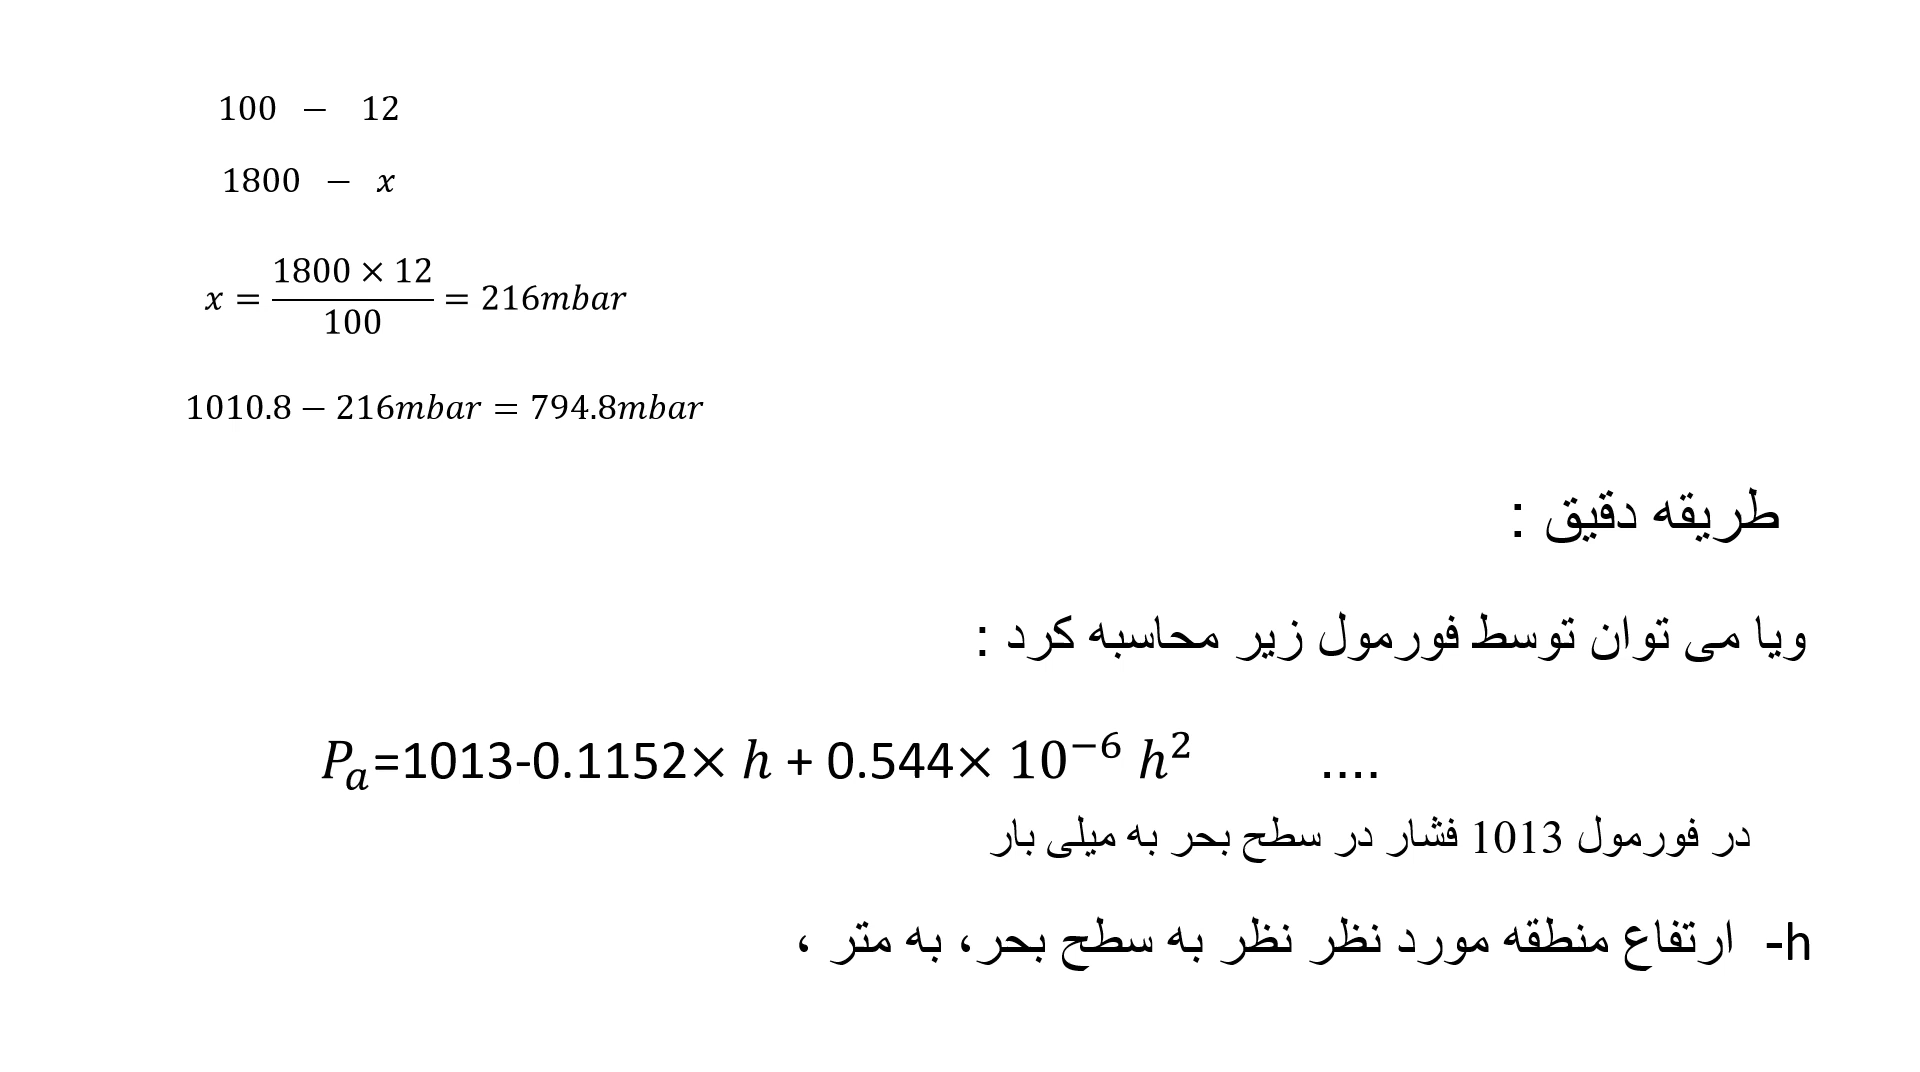 100 − 12
1800 − x
x = \frac{1800 × 12}{100} = 216mbar
1010.8 − 216mbar = 794.8mbar
طریقه دقیق :
ویا می توان توسط فورمول زیر محاسبه کرد :
P_a=1013-0.1152× h + 0.544× 10^{−6} h^2 ....
در فورمول 1013 فشار در سطح بحر به میلی بار
h- ارتفاع منطقه مورد نظر نظر به سطح بحر، به متر ،